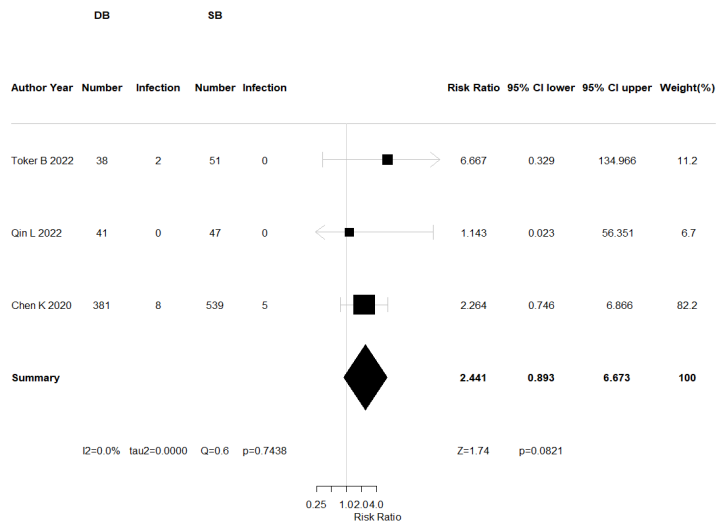 DB SB
Author Year Number Infection Number Infection Risk Ratio 95% CI lower 95% CI upper Weight(%)
Toker B 2022 38 2 51 0 6.667 0.329 134.966 11.2
Qin L 2022 41 0 47 0 1.143 0.023 56.351 6.7
Chen K 2020 381 8 539 5 2.264 0.746 6.866 82.2
Summary 2.441 0.893 6.673 100
I2=0.0% tau2=0.0000 Q=0.6 p=0.7438 Z=1.74 p=0.0821
0.25 1.02.04.0
Risk Ratio